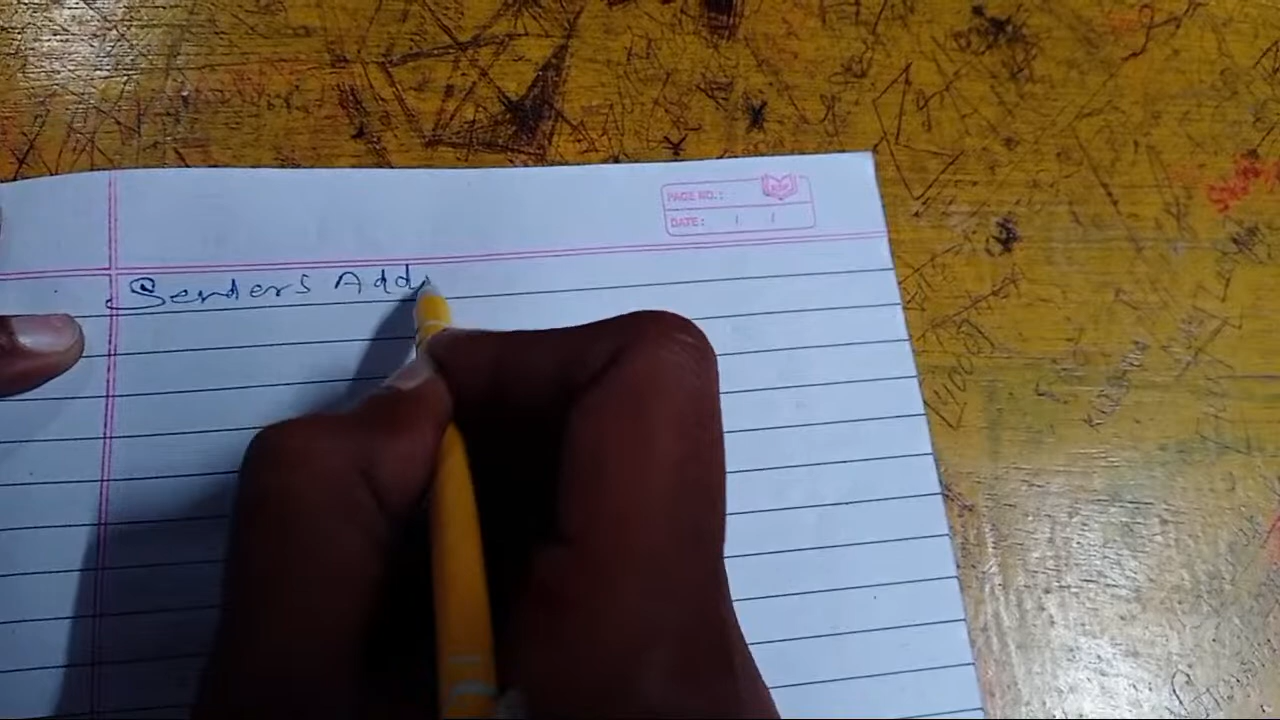 PAGE NO.:
DATE: / /
Senders Add